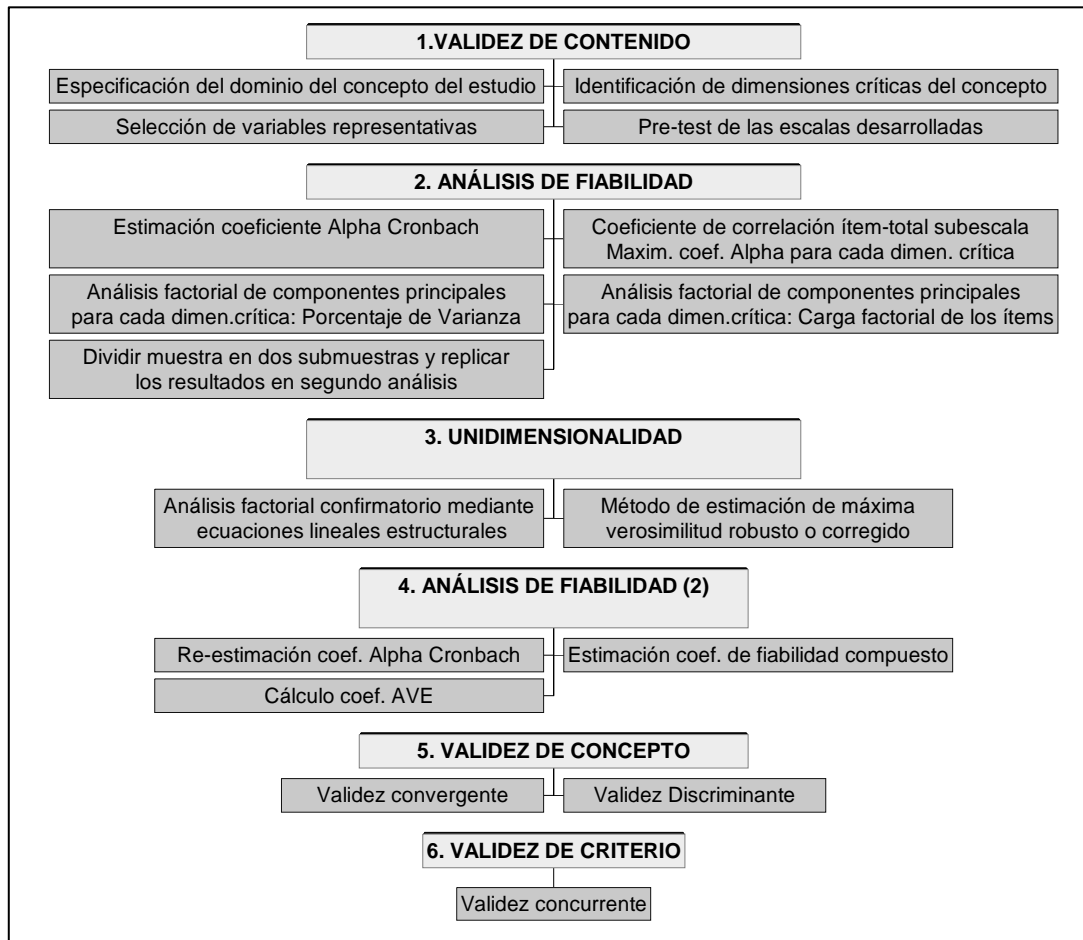 1.VALIDEZ DE CONTENIDO
Especificación del dominio del concepto del estudio
Identificación de dimensiones críticas del concepto
Selección de variables representativas
Pre-test de las escalas desarrolladas
2. ANÁLISIS DE FIABILIDAD
Estimación coeficiente Alpha Cronbach
Coeficiente de correlación ítem-total subescala
Maxim. coef. Alpha para cada dimen. crítica
Análisis factorial de componentes principales
para cada dimen.crítica: Porcentaje de Varianza
Análisis factorial de componentes principales
para cada dimen.crítica: Carga factorial de los ítems
Dividir muestra en dos submuestras y replicar
los resultados en segundo análisis
3. UNIDIMENSIONALIDAD
Análisis factorial confirmatorio mediante
ecuaciones lineales estructurales
Método de estimación de máxima
verosimilitud robusto o corregido
4. ANÁLISIS DE FIABILIDAD (2)
Re-estimación coef. Alpha Cronbach
Estimación coef. de fiabilidad compuesto
Cálculo coef. AVE
5. VALIDEZ DE CONCEPTO
Validez convergente
Validez Discriminante
6. VALIDEZ DE CRITERIO
Validez concurrente